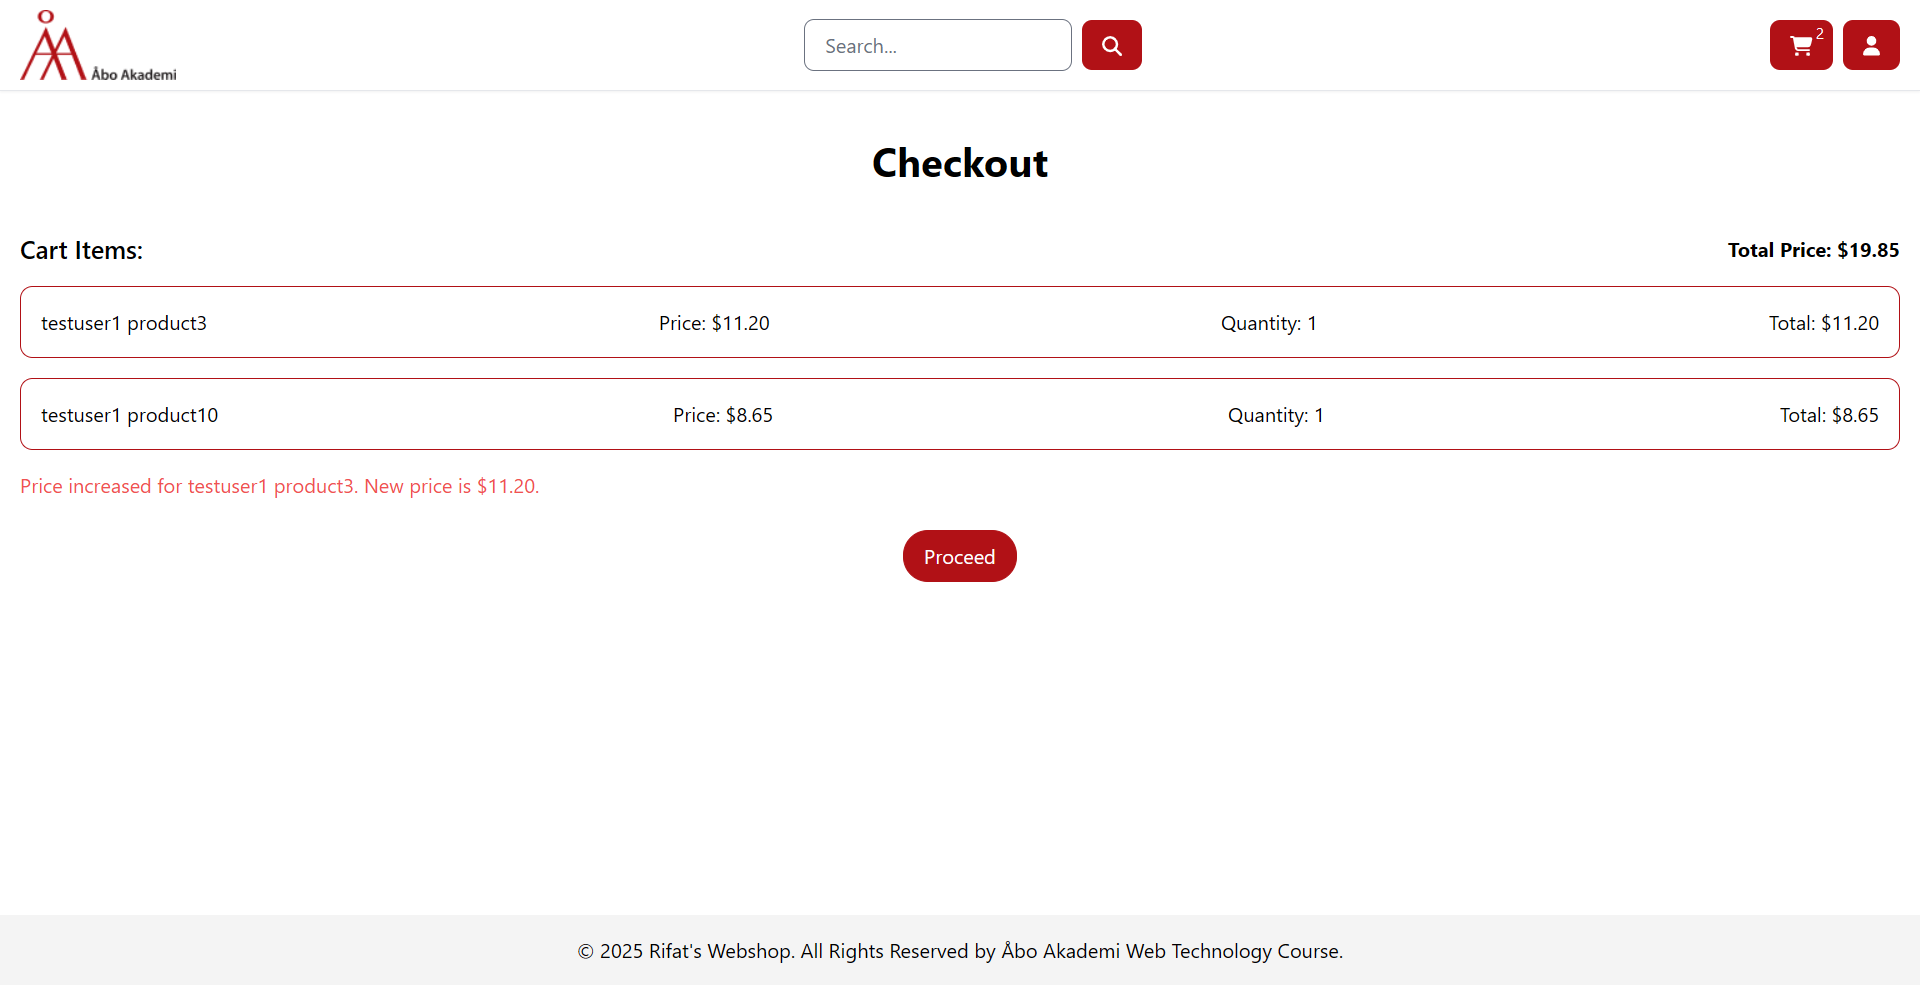 Åbo Akademi
Search...
2
Checkout
Cart Items:
Total Price: $19.85
testuser1 product3 Price: $11.20 Quantity: 1 Total: $11.20
testuser1 product10 Price: $8.65 Quantity: 1 Total: $8.65
Price increased for testuser1 product3. New price is $11.20.
Proceed
© 2025 Rifat's Webshop. All Rights Reserved by Åbo Akademi Web Technology Course.